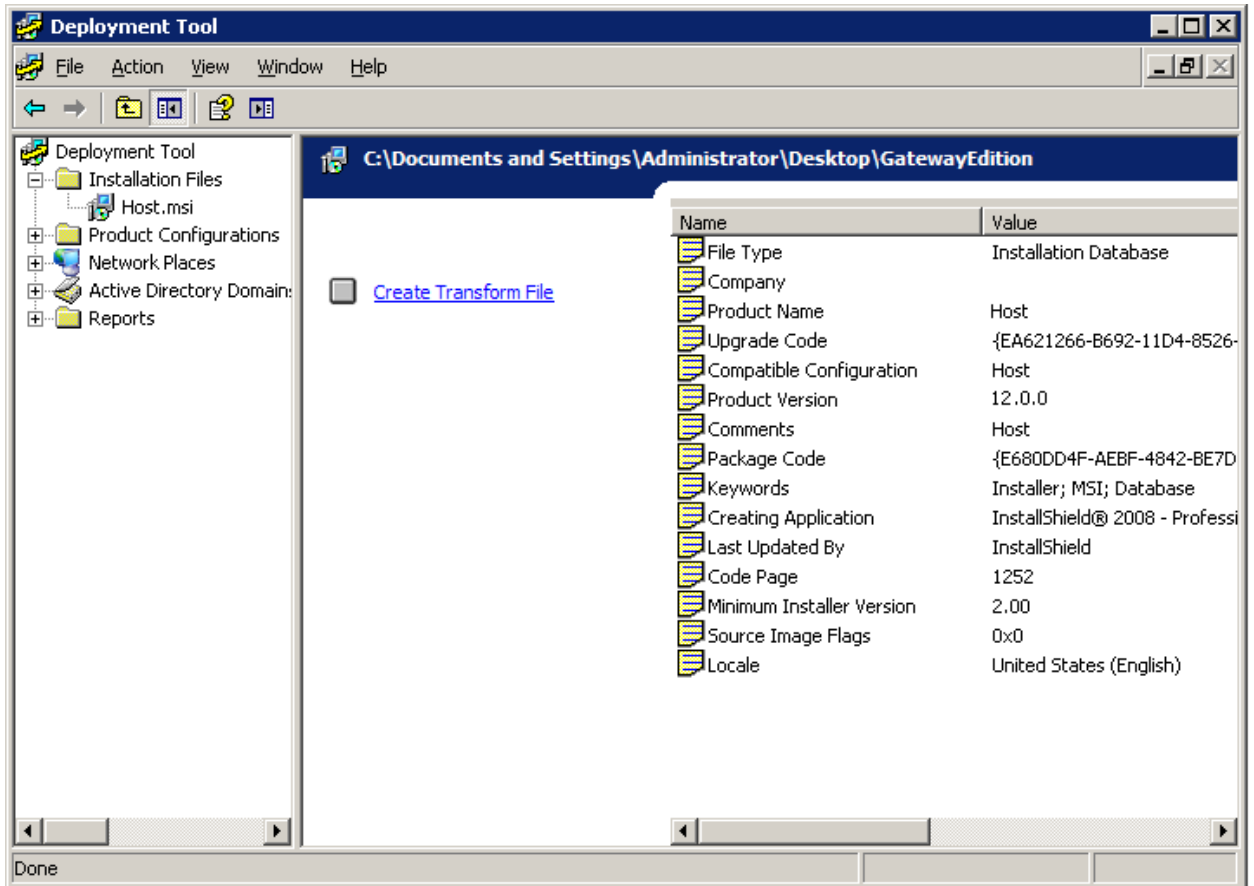 Deployment Tool
File Action View Window Help
Deployment Tool
Installation Files
Host.msi
Product Configurations
Network Places
Active Directory Domain
Reports
C:\Documents and Settings\Administrator\Desktop\GatewayEdition
Create Transform File
Name Value
File Type Installation Database
Company
Product Name Host
Upgrade Code {EA621266-B692-11D4-8526-
Compatible Configuration Host
Product Version 12.0.0
Comments Host
Package Code {E680DD4F-AEBF-4842-BE7D
Keywords Installer; MSI; Database
Creating Application InstallShield® 2008 - Professi
Last Updated By InstallShield
Code Page 1252
Minimum Installer Version 2.00
Source Image Flags 0x0
Locale United States (English)
Done